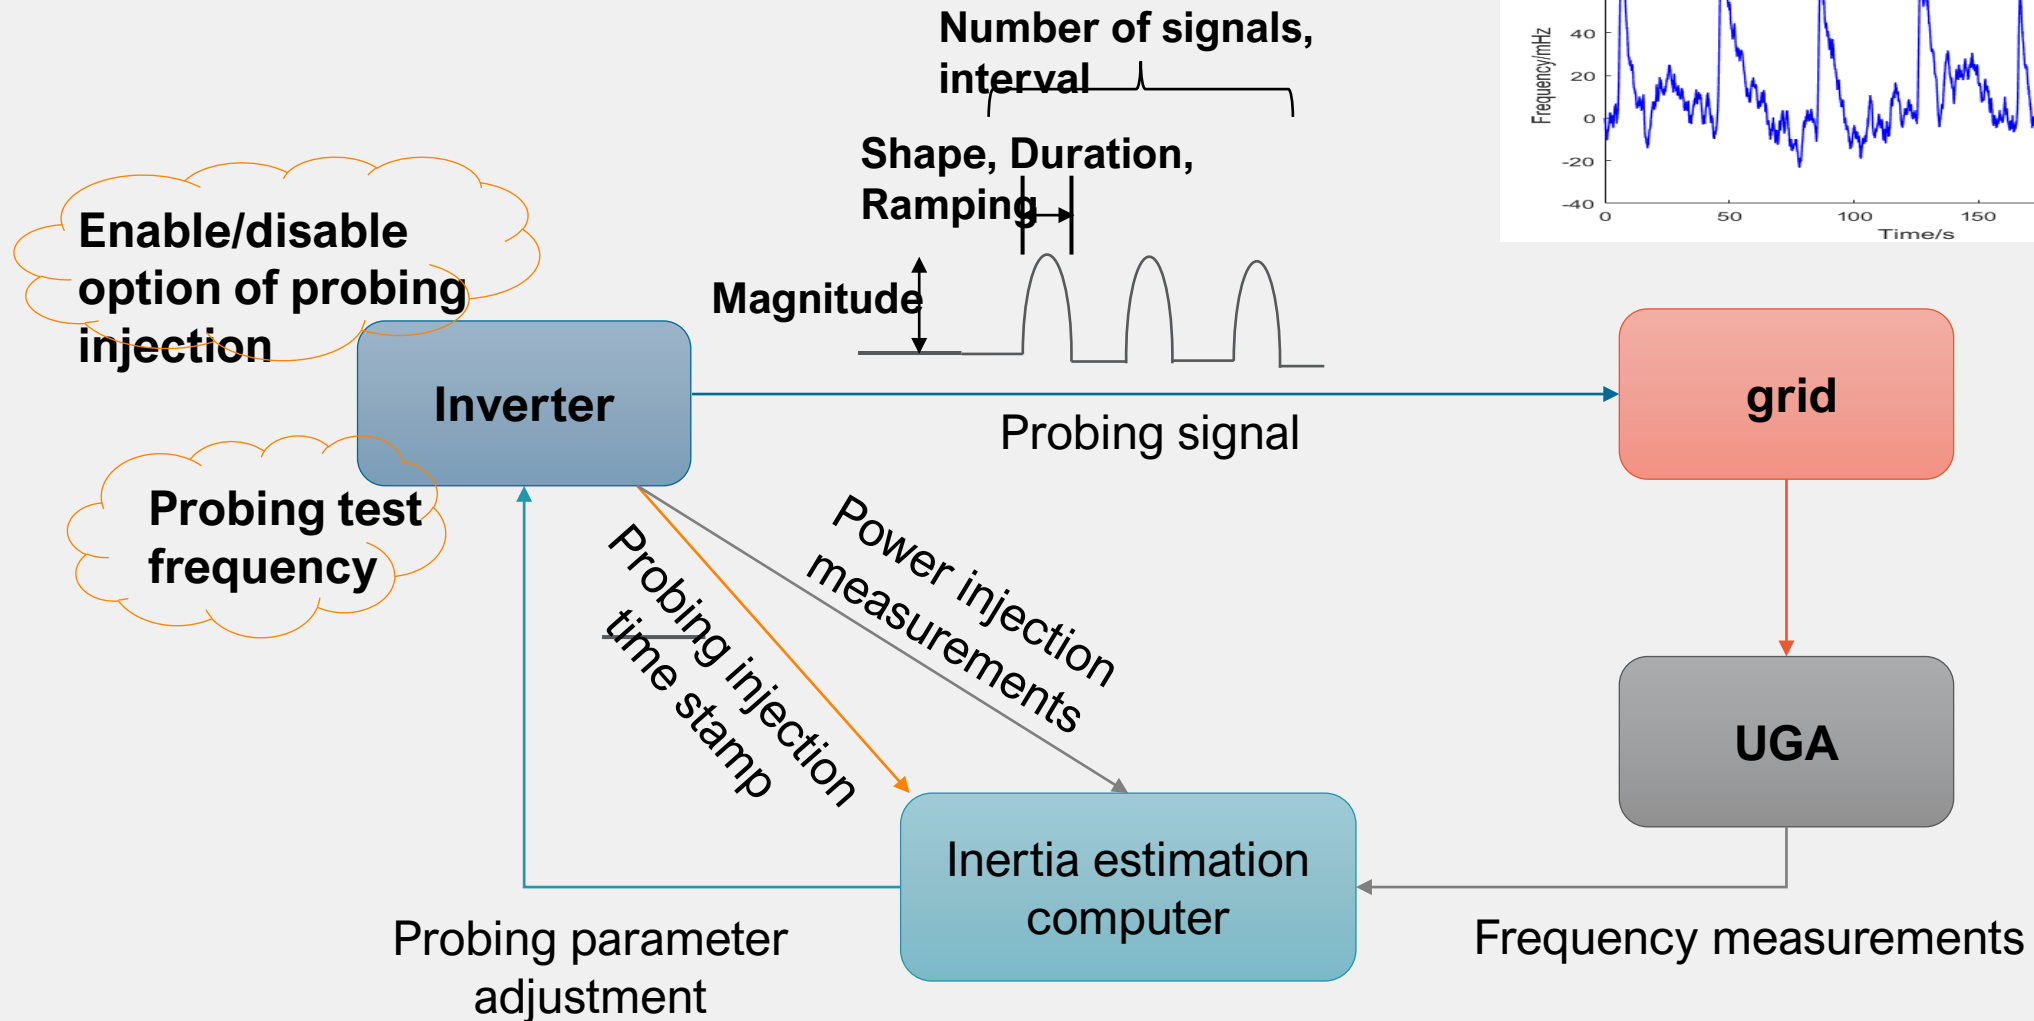 Number of signals,
interval
Shape, Duration,
Ramping
Magnitude
Enable/disable
option of probing
injection
Inverter
Probing test
frequency
Probing signal
grid
Probing injection
time stamp
Power injection
measurements
UGA
Inertia estimation
computer
Probing parameter
adjustment
Frequency measurements
Frequency/mHz
40
20
0
-20
-40
0
50
100
150
Time/s